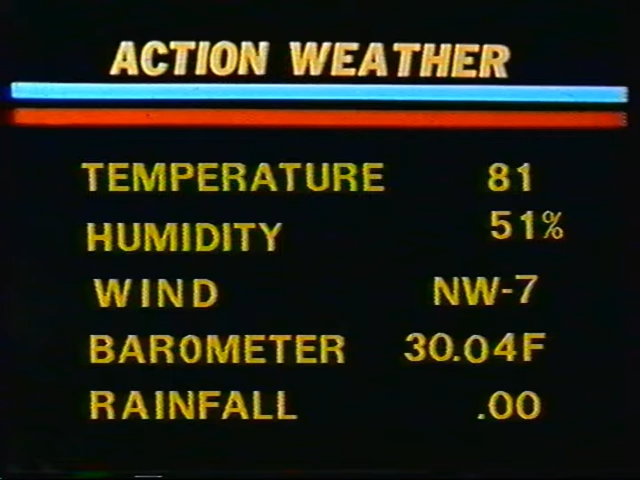 ACTION WEATHER
TEMPERATURE 81
HUMIDITY 51%
WIND NW-7
BAROMETER 30.04F
RAINFALL .00